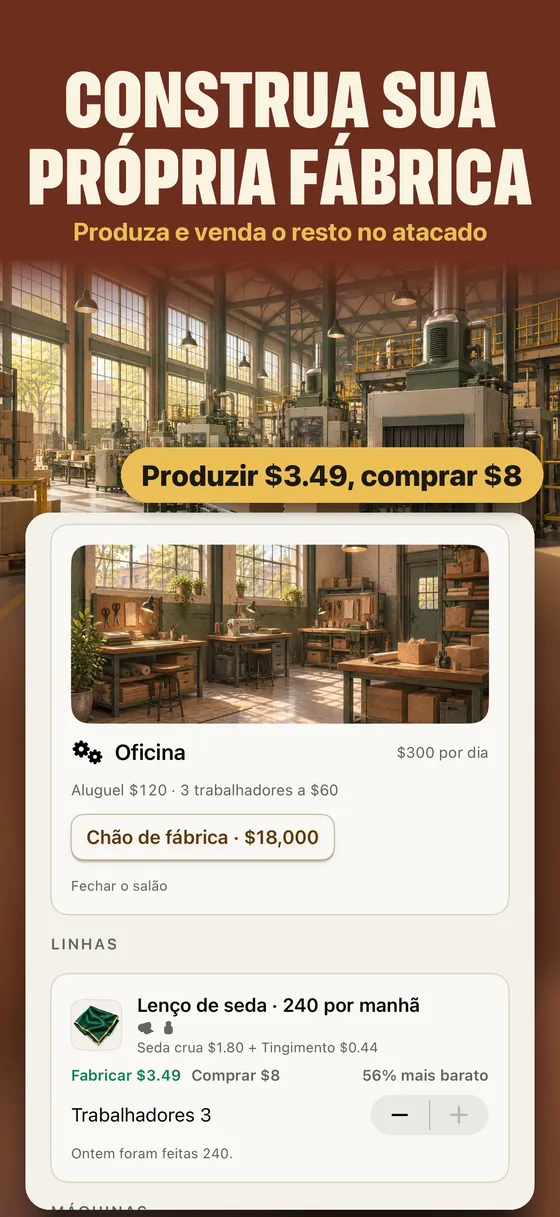 CONSTRUA SUA
PRÓPRIA FÁBRICA
Produza e venda o resto no atacado
Produzir $3.49, comprar $8
Oficina
$300 por dia
Aluguel $120 · 3 trabalhadores a $60
Chão de fábrica · $18,000
Fechar o salão
LINHAS
Lenço de seda · 240 por manhã
Seda crua $1.80 + Tingimento $0.44
Fabricar $3.49 Comprar $8 56% mais barato
Trabalhadores 3
Ontem foram feitas 240.
MÁQUINAS